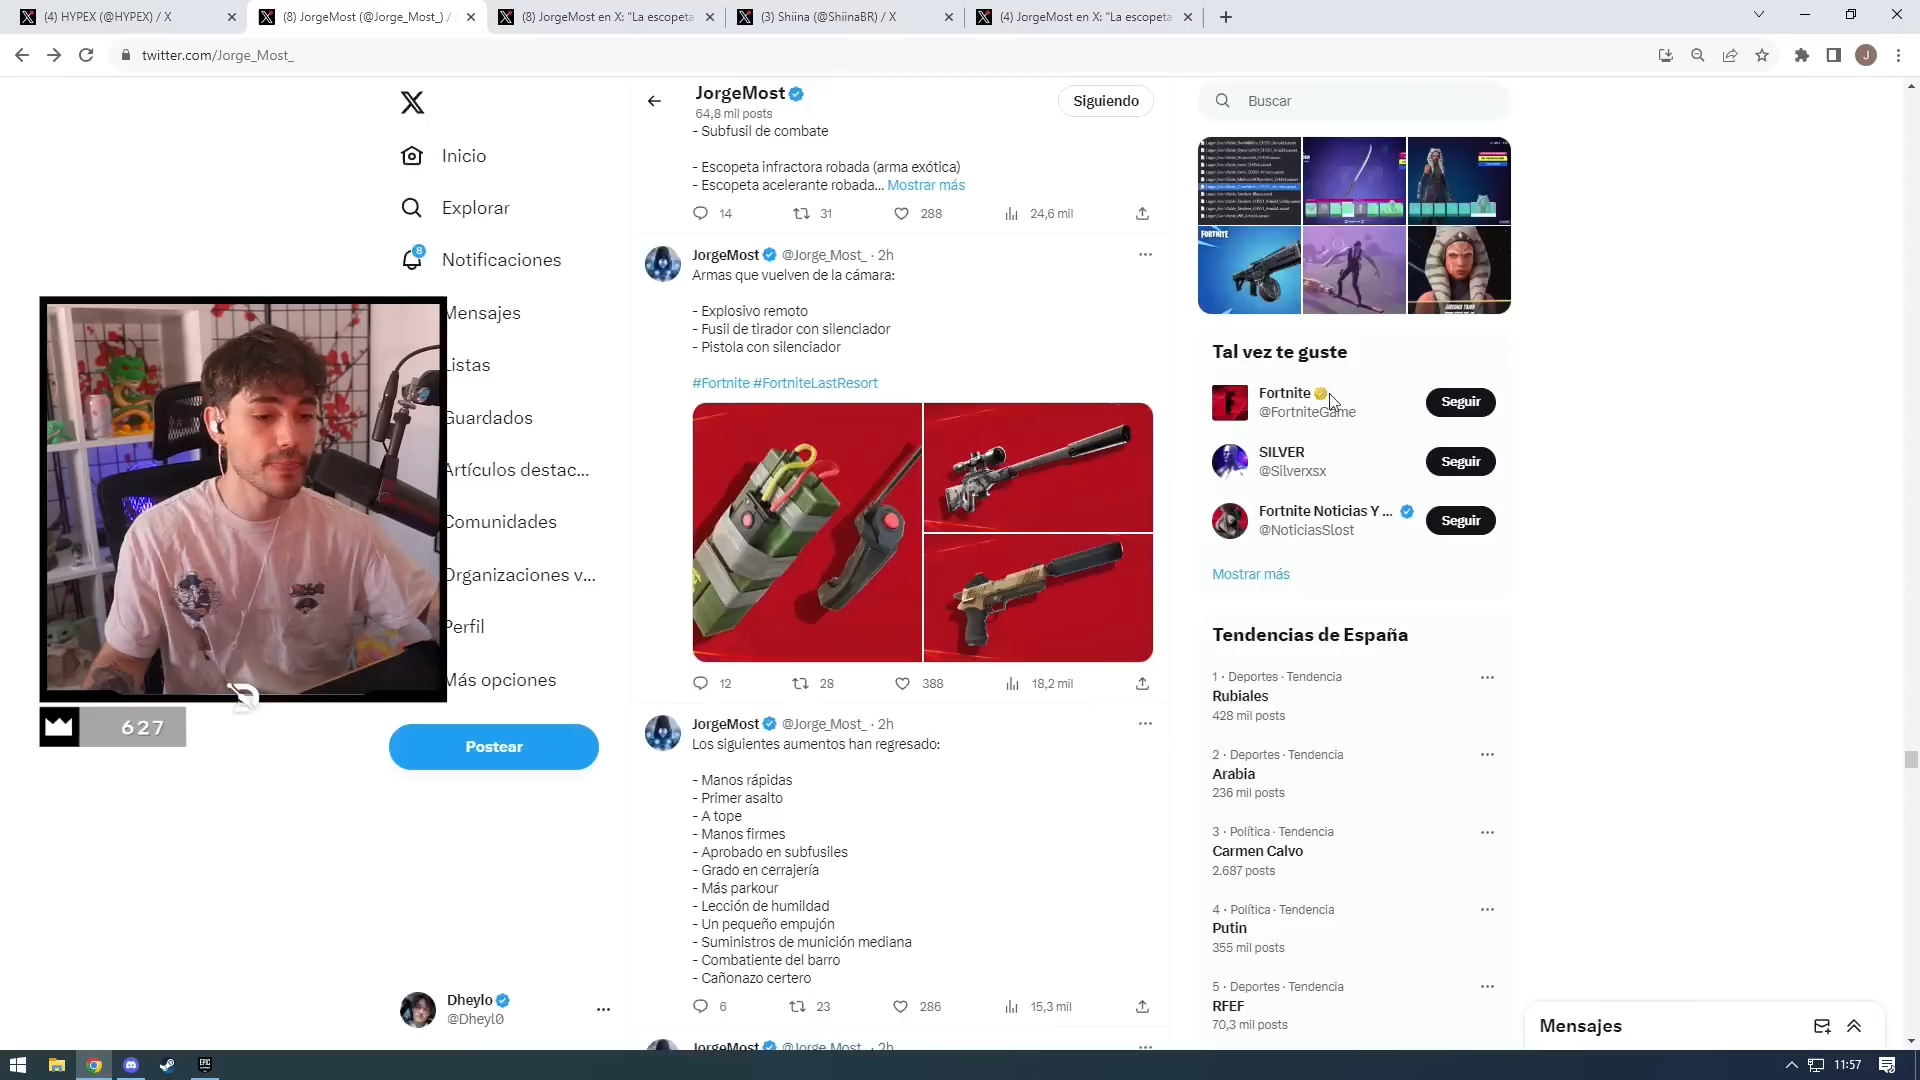 (4) HYPEX (@HYPEX) / X
(8) JorgeMost (@Jorge_Most_) /
(8) JorgeMost en X: "La escopeta
(3) Shiina (@ShiinaBR) / X
(4) JorgeMost en X: "La escopeta
twitter.com/Jorge_Most_
J
Inicio
Explorar
8
Notificaciones
Mensajes
Listas
Guardados
Artículos destac...
Comunidades
Organizaciones v...
Perfil
Más opciones
Postear
627
Dheylo
@Dheyl0
JorgeMost
64,8 mil posts
Siguiendo
- Subfusil de combate
- Escopeta infractora robada (arma exótica)
- Escopeta acelerante robada... Mostrar más
14 31 288 24,6 mil
JorgeMost @Jorge_Most_ · 2h
Armas que vuelven de la cámara:
- Explosivo remoto
- Fusil de tirador con silenciador
- Pistola con silenciador
#Fortnite #FortniteLastResort
12 28 388 18,2 mil
JorgeMost @Jorge_Most_ · 2h
Los siguientes aumentos han regresado:
- Manos rápidas
- Primer asalto
- A tope
- Manos firmes
- Aprobado en subfusiles
- Grado en cerrajería
- Más parkour
- Lección de humildad
- Un pequeño empujón
- Suministros de munición mediana
- Combatiente del barro
- Cañonazo certero
6 23 286 15,3 mil
JorgeMost @Jorge_Most_ · 2h
Buscar
FORTNITE
AHSOKA TANO
Tal vez te guste
Fortnite
@FortniteGame
Seguir
SILVER
@Silverxsx
Seguir
Fortnite Noticias Y ...
@NoticiasSlost
Seguir
Mostrar más
Tendencias de España
1 · Deportes · Tendencia
Rubiales
428 mil posts
2 · Deportes · Tendencia
Arabia
236 mil posts
3 · Política · Tendencia
Carmen Calvo
2.687 posts
4 · Política · Tendencia
Putin
355 mil posts
5 · Deportes · Tendencia
RFEF
70,3 mil posts
Mensajes
EPIC
11:57